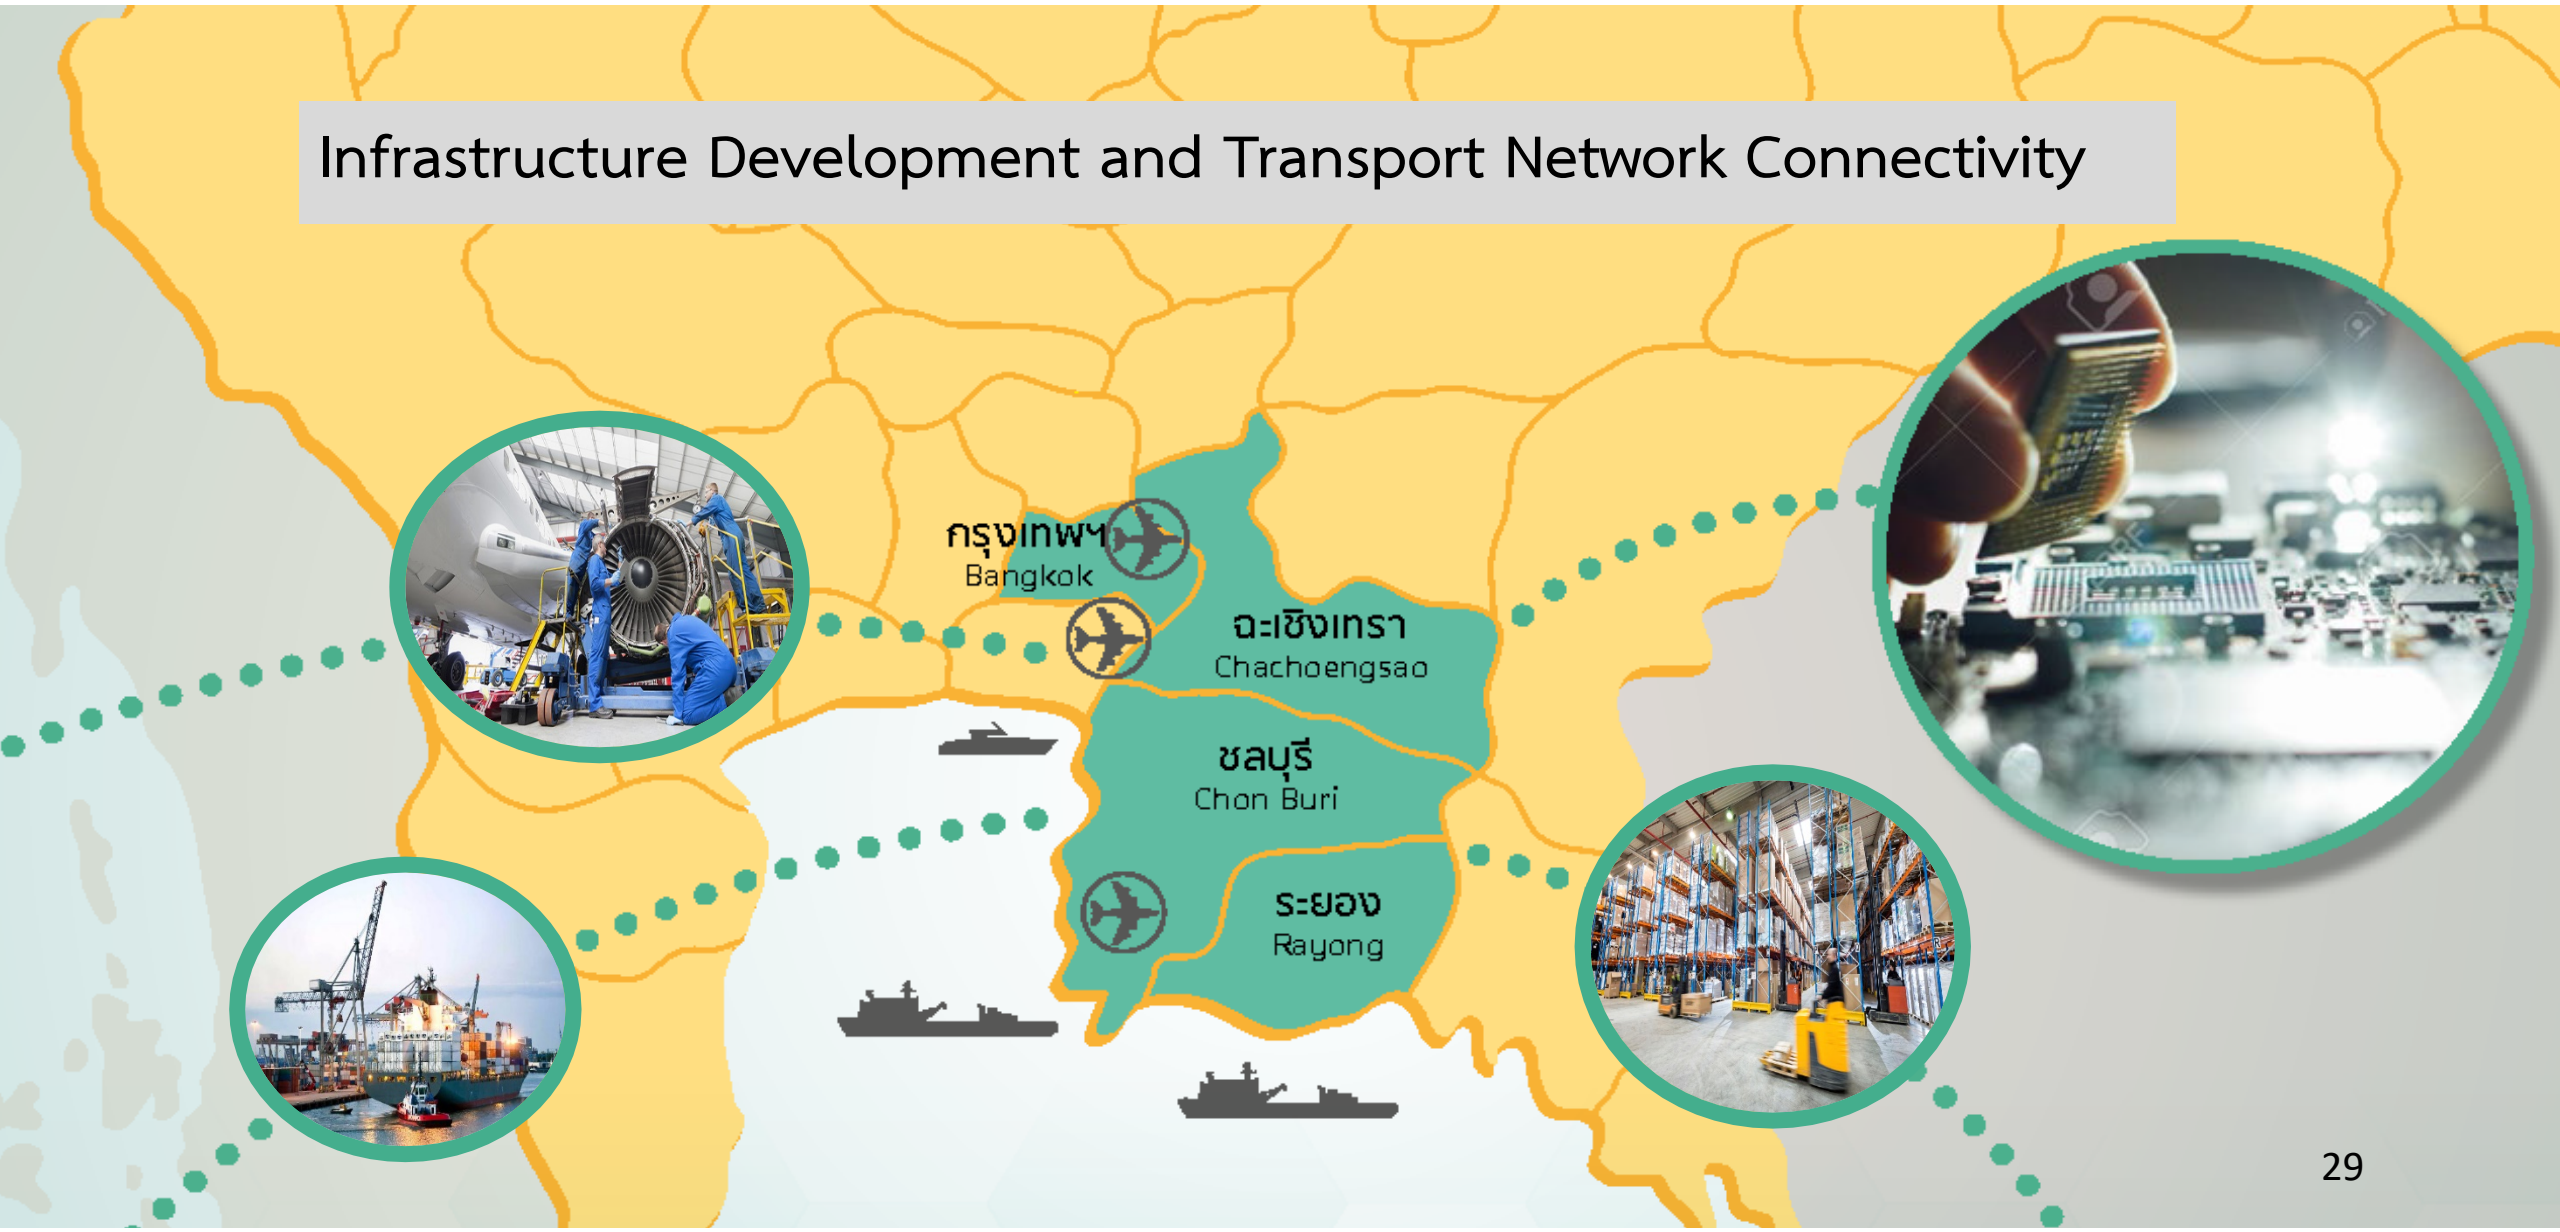 Infrastructure Development and Transport Network Connectivity
กรุงเทพฯ
Bangkok
ฉะเชิงเทรา
Chachoengsao
ชลบุรี
Chon Buri
ระยอง
Rayong
29